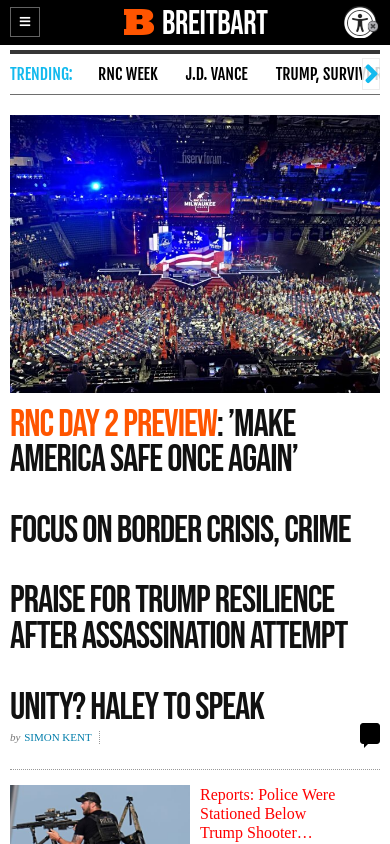 B BREITBART
TRENDING: RNC WEEK J.D. VANCE TRUMP, SURVIV
fiserv.forum
MILWAUKEE
RNC DAY 2 PREVIEW: ’MAKE
AMERICA SAFE ONCE AGAIN’
FOCUS ON BORDER CRISIS, CRIME
PRAISE FOR TRUMP RESILIENCE
AFTER ASSASSINATION ATTEMPT
UNITY? HALEY TO SPEAK
by SIMON KENT
Reports: Police Were
Stationed Below
Trump Shooter…